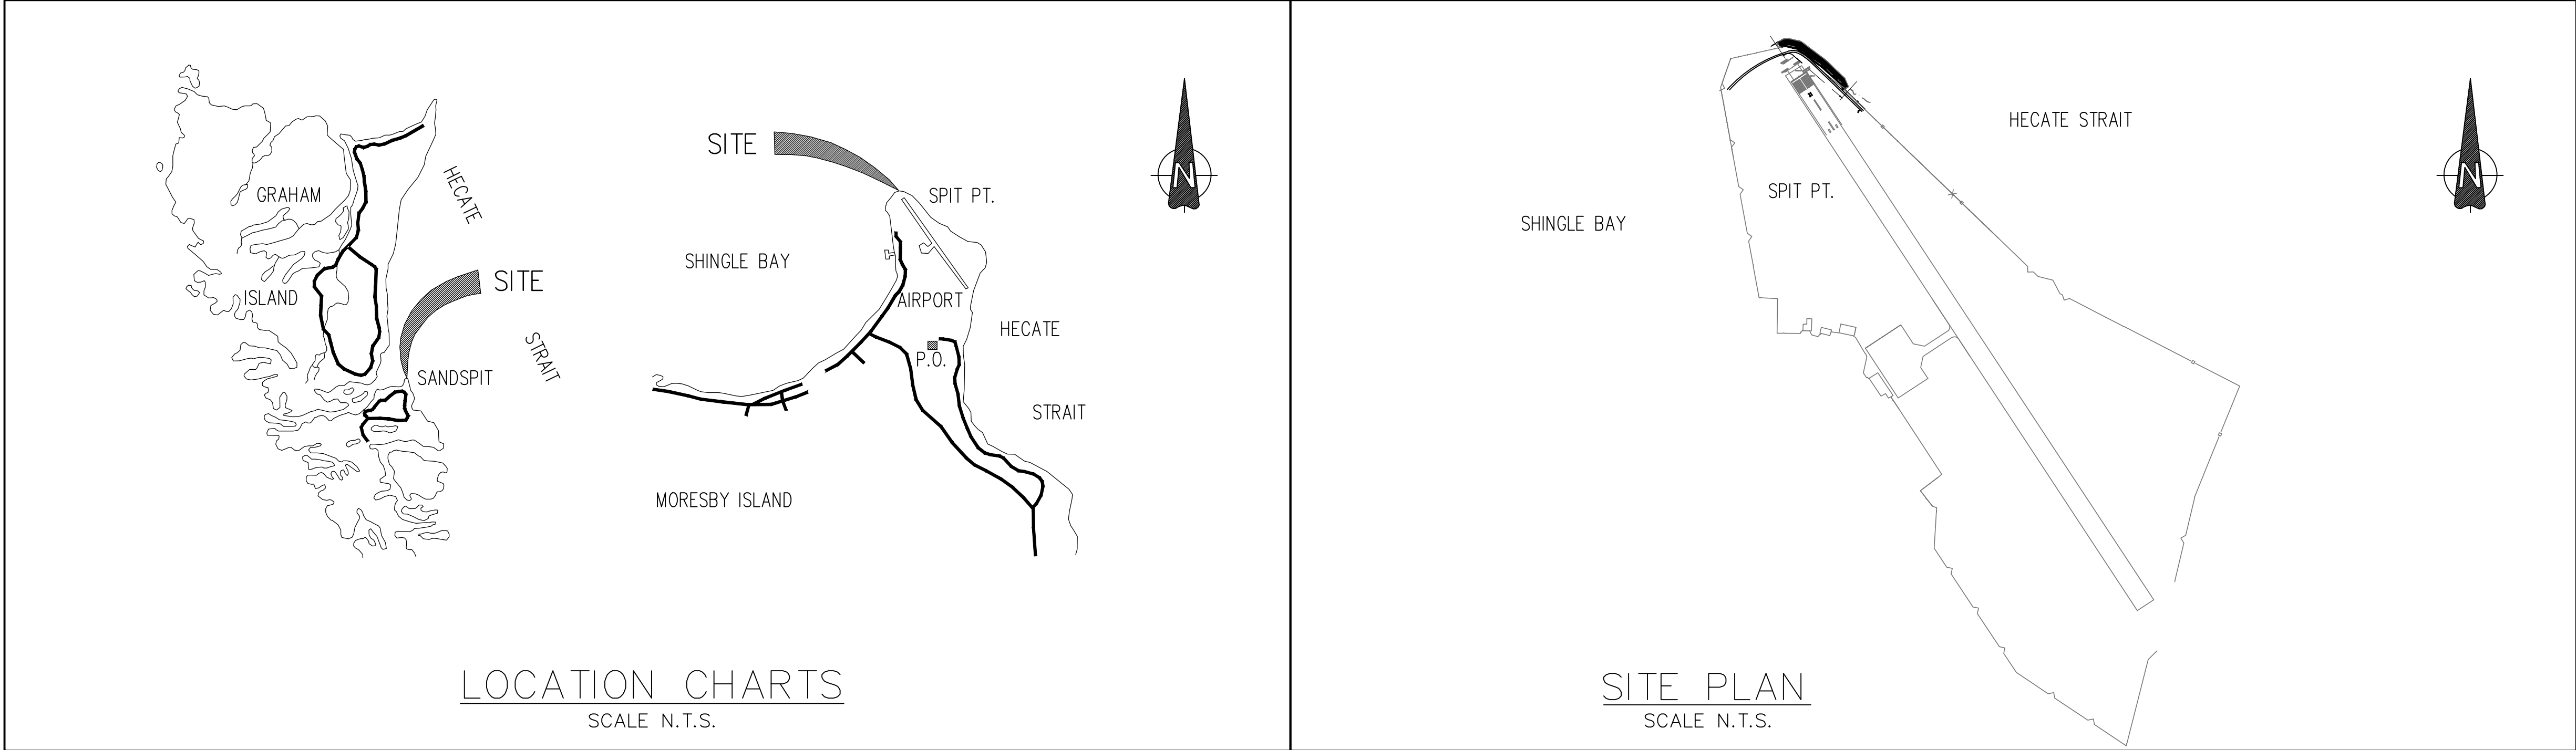 GRAHAM
ISLAND
HECATE
STRAIT
SITE
SANDSPIT
SITE
SPIT PT.
SHINGLE BAY
AIRPORT
HECATE
P.O.
STRAIT
MORESBY ISLAND
N
LOCATION CHARTS
SCALE N.T.S.
HECATE STRAIT
SPIT PT.
SHINGLE BAY
N
SITE PLAN
SCALE N.T.S.